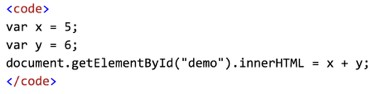 <code>
var x = 5;
var y = 6;
document.getElementById("demo").innerHTML = x + y;
</code>